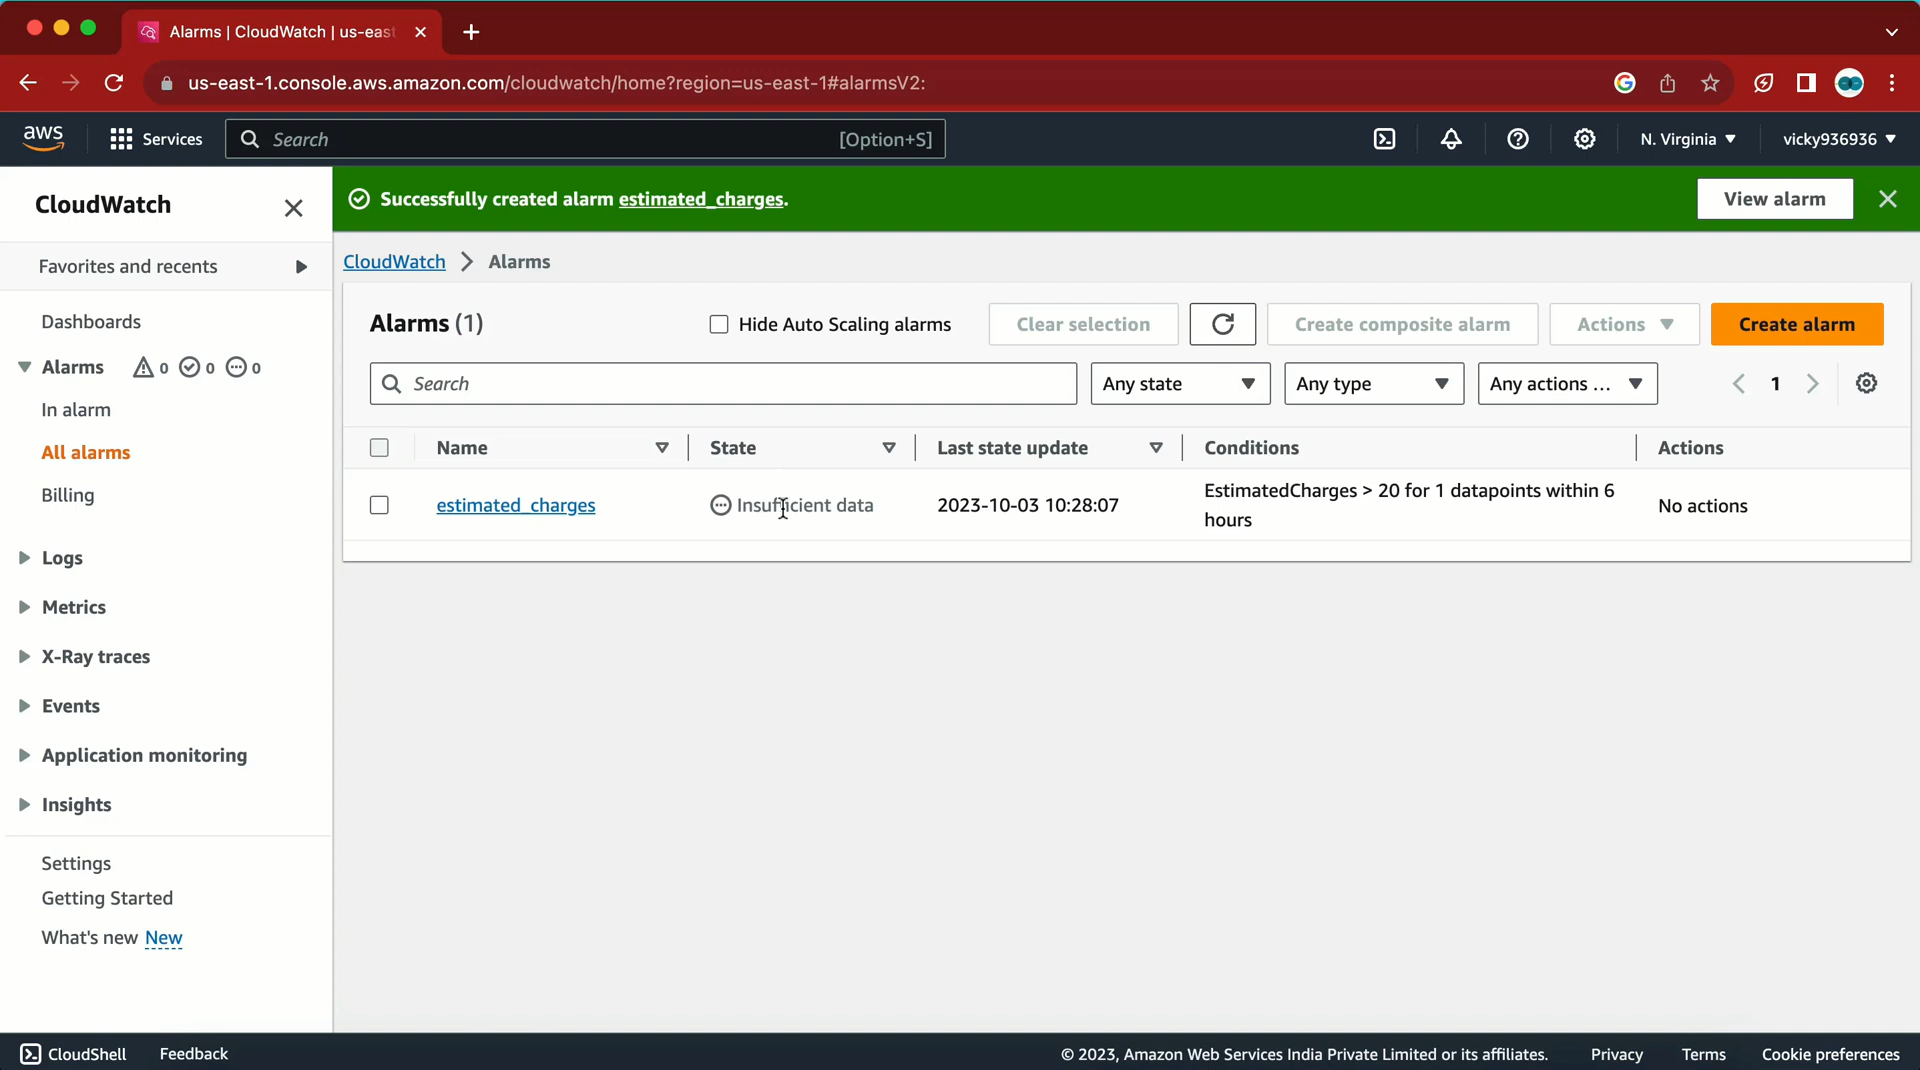 Alarms | CloudWatch | us-east
us-east-1.console.aws.amazon.com/cloudwatch/home?region=us-east-1#alarmsV2:
aws
Services
Search
[Option+S]
N. Virginia
vicky936936
CloudWatch
Favorites and recents
Dashboards
Alarms 0 0 0
In alarm
All alarms
Billing
Logs
Metrics
X-Ray traces
Events
Application monitoring
Insights
Settings
Getting Started
What's new New
Successfully created alarm estimated_charges.
View alarm
CloudWatch > Alarms
Alarms (1)
Hide Auto Scaling alarms
Clear selection
Create composite alarm
Actions
Create alarm
Search
Any state
Any type
Any actions ...
1
Name
State
Last state update
Conditions
Actions
estimated_charges
Insufficient data
2023-10-03 10:28:07
EstimatedCharges > 20 for 1 datapoints within 6
hours
No actions
CloudShell
Feedback
© 2023, Amazon Web Services India Private Limited or its affiliates.
Privacy
Terms
Cookie preferences